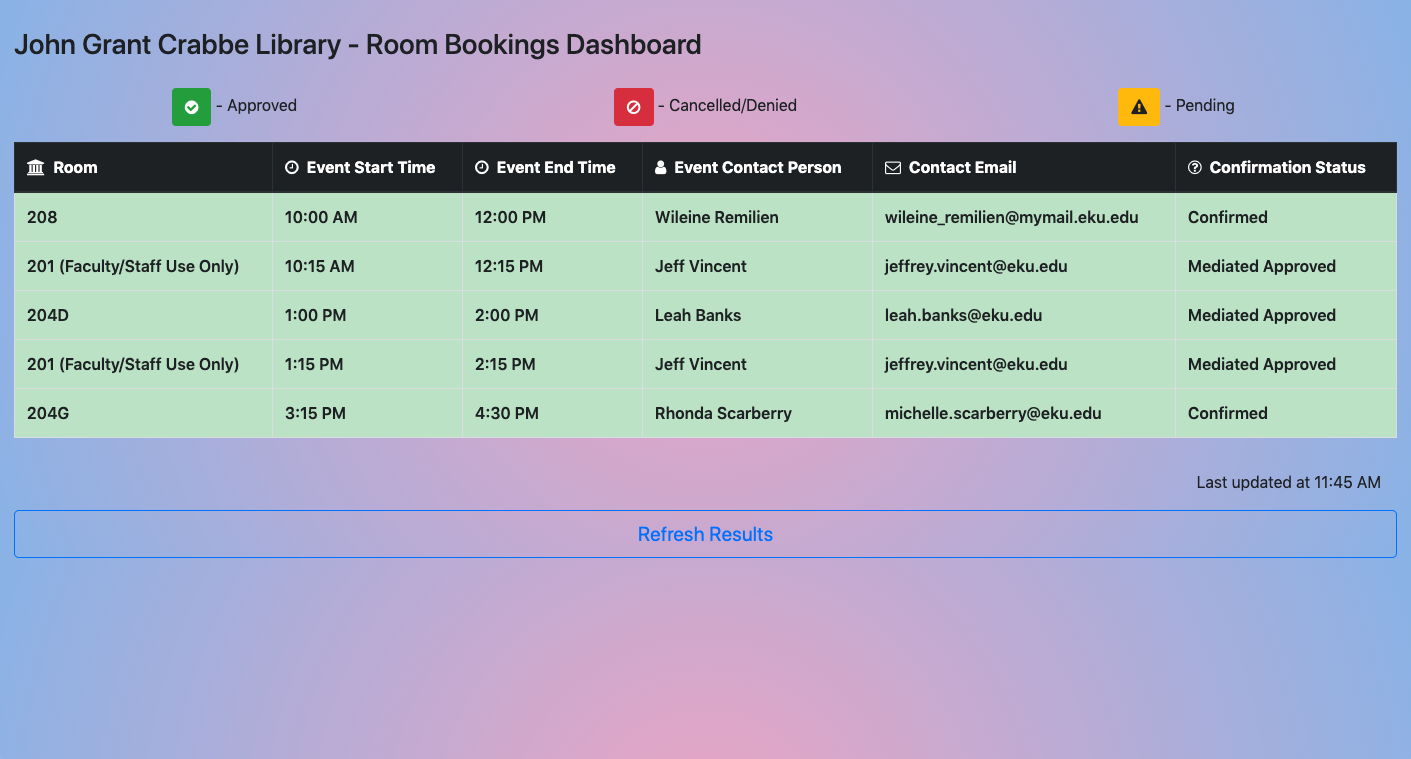 John Grant Crabbe Library - Room Bookings Dashboard
- Approved - Cancelled/Denied - Pending
Room Event Start Time Event End Time Event Contact Person Contact Email Confirmation Status
208 10:00 AM 12:00 PM Wileine Remilien wileine_remilien@mymail.eku.edu Confirmed
201 (Faculty/Staff Use Only) 10:15 AM 12:15 PM Jeff Vincent jeffrey.vincent@eku.edu Mediated Approved
204D 1:00 PM 2:00 PM Leah Banks leah.banks@eku.edu Mediated Approved
201 (Faculty/Staff Use Only) 1:15 PM 2:15 PM Jeff Vincent jeffrey.vincent@eku.edu Mediated Approved
204G 3:15 PM 4:30 PM Rhonda Scarberry michelle.scarberry@eku.edu Confirmed
Last updated at 11:45 AM
Refresh Results